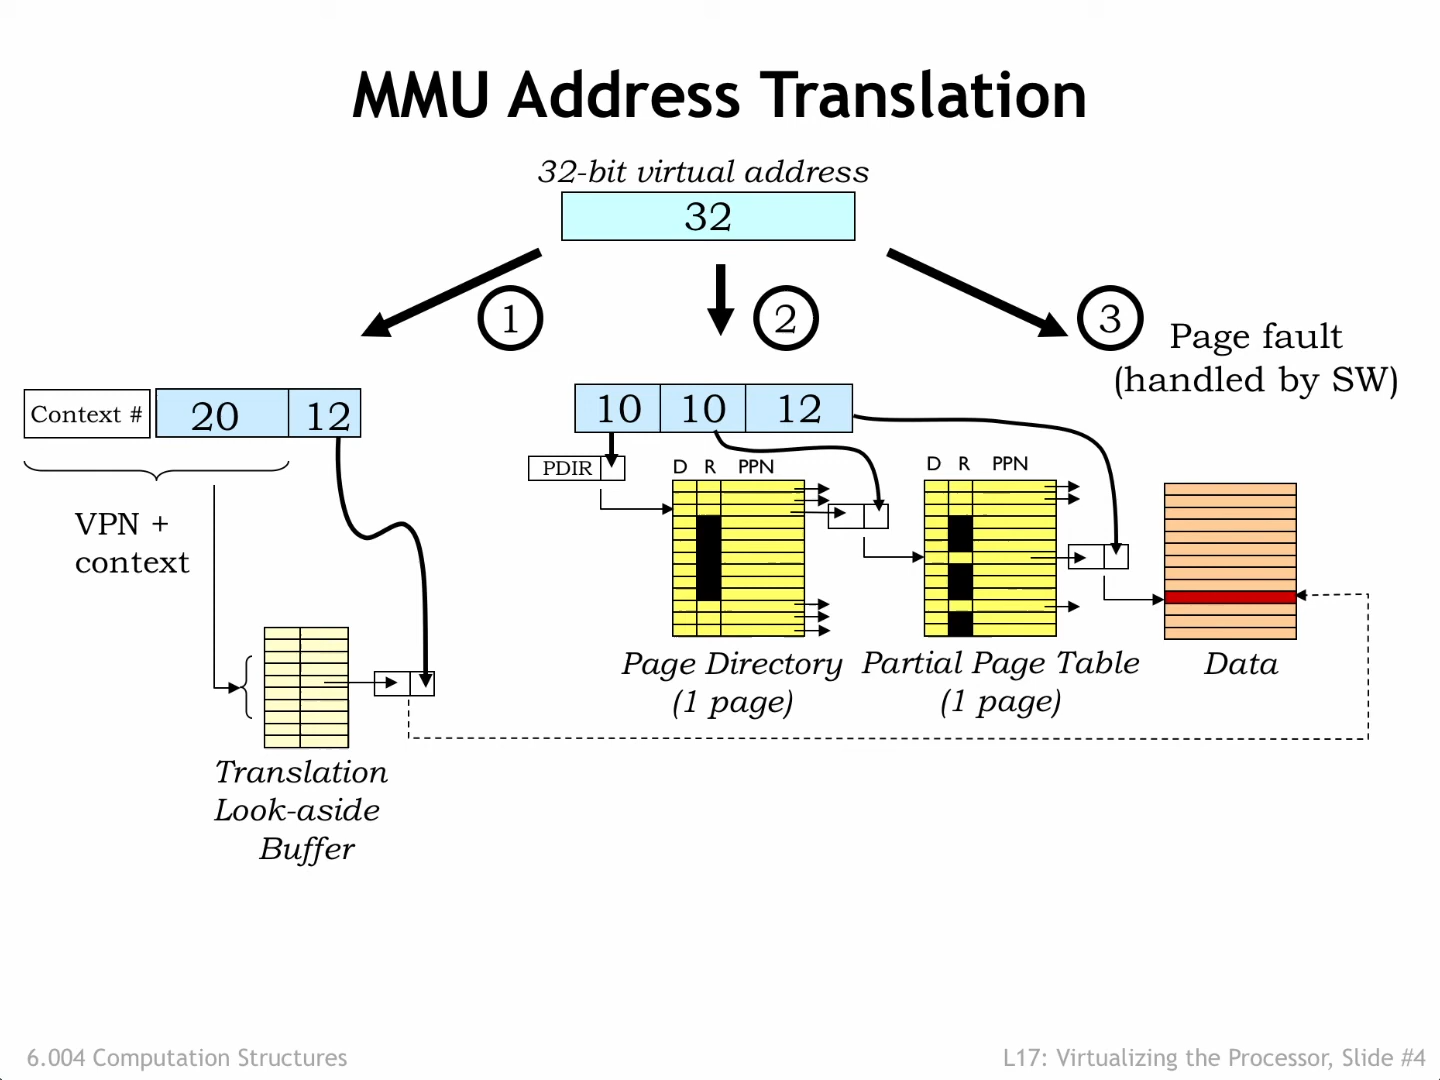 MMU Address Translation
32-bit virtual address
32
1
2
3
Page fault
(handled by SW)
Context #
20
12
10
10
12
PDIR
D R PPN
D R PPN
VPN +
context
Page Directory
(1 page)
Partial Page Table
(1 page)
Data
Translation
Look-aside
Buffer
6.004 Computation Structures
L17: Virtualizing the Processor, Slide #4